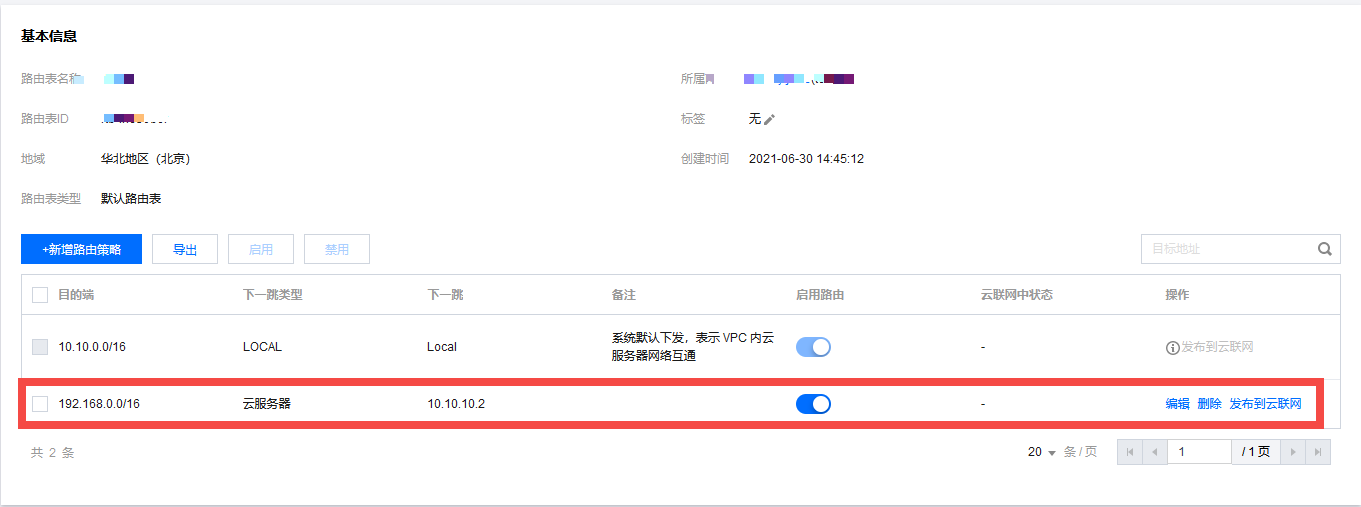 基本信息
路由表名称
所属
路由表ID
标签 无
地域 华北地区（北京）
创建时间 2021-06-30 14:45:12
路由表类型 默认路由表
+新增路由策略 导出 启用 禁用 目标地址
目的端 下一跳类型 下一跳 备注 启用路由 云联网中状态 操作
10.10.0.0/16 LOCAL Local 系统默认下发，表示 VPC 内云
服务器网络互通 - 发布到云联网
192.168.0.0/16 云服务器 10.10.10.2 - 编辑 删除 发布到云联网
共 2 条 20 条 / 页 1 / 1 页